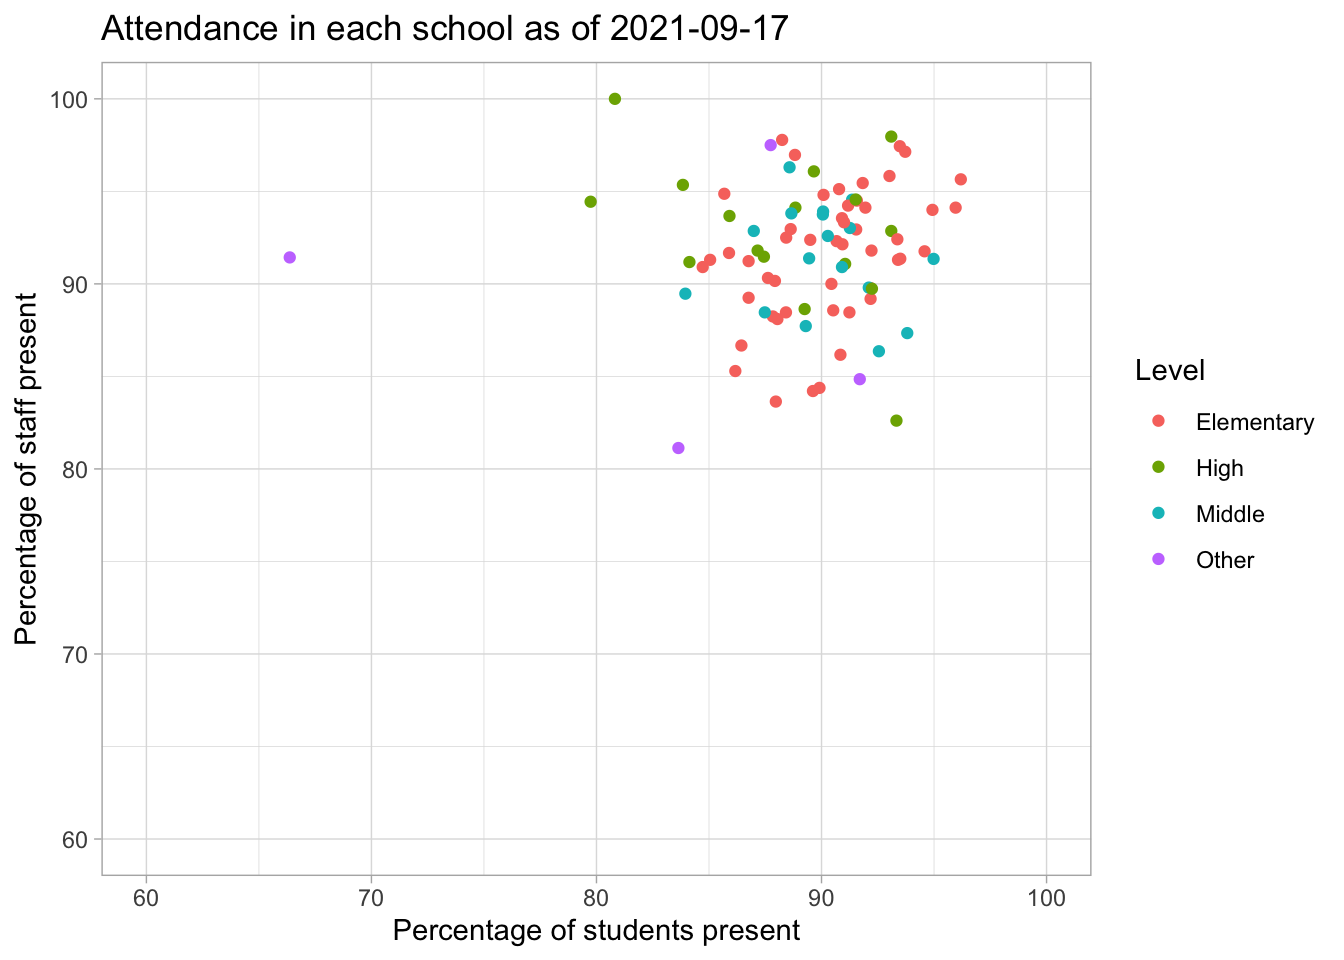 Attendance in each school as of 2021-09-17
100
90
80
70
60
Percentage of staff present
60 70 80 90 100
Percentage of students present
Level
Elementary
High
Middle
Other